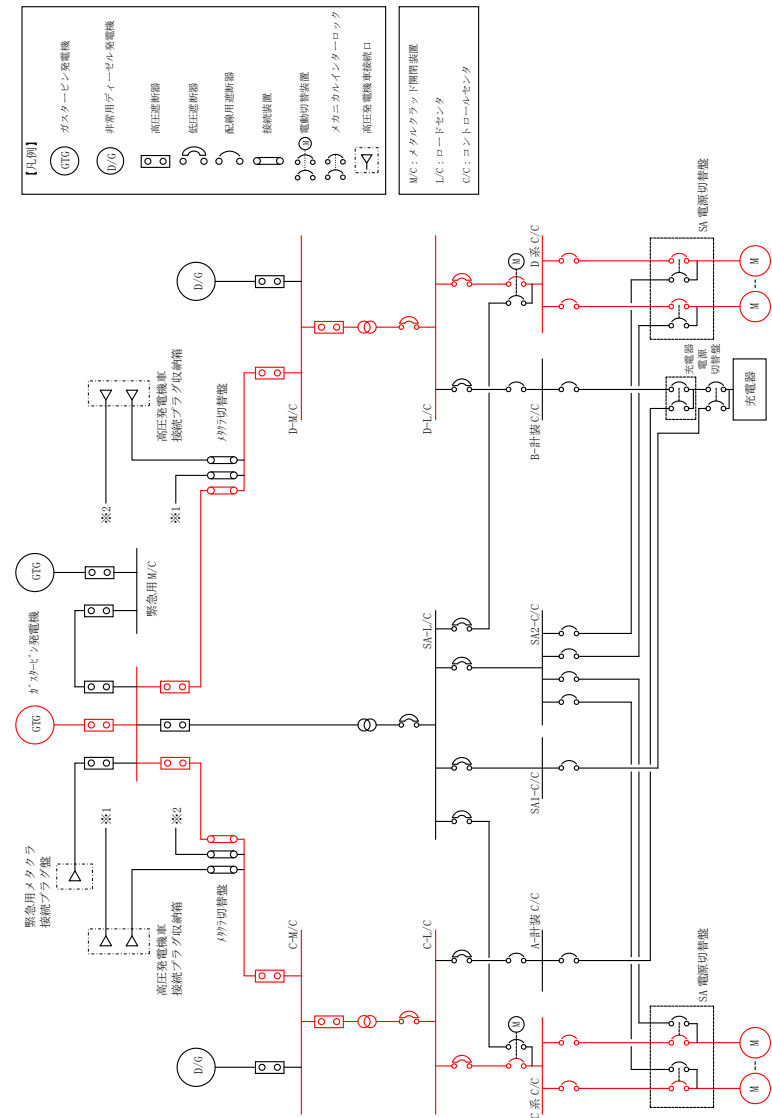 【凡例】
GTG
ガスタービン発電機
D/G
非常用ディーゼル発電機
高圧遮断器
低圧遮断器
配線用遮断器
接続装置
M
電動切替装置
メカニカルインターロック
高圧発電機車接続口
M/C：メタルクラッド開閉装置
L/C：ロードセンタ
C/C：コントロールセンタ
緊急用メタクラ
接続プラグ盤
※1
高圧発電機車
接続プラグ収納箱
※2
メタクラ切替盤
ガスタービン発電機
GTG
GTG
緊急用 M/C
高圧発電機車
接続プラグ収納箱
※2
※1
メタクラ切替盤
D/G
D/G
C-M/C
D-M/C
C-L/C
SA-L/C
D-L/C
C 系 C/C
M
A-計装 C/C
SA1-C/C
SA2-C/C
B-計装 C/C
M
D 系 C/C
SA 電源切替盤
M
M
充電器
電源
切替盤
充電器
SA 電源切替盤
M
M